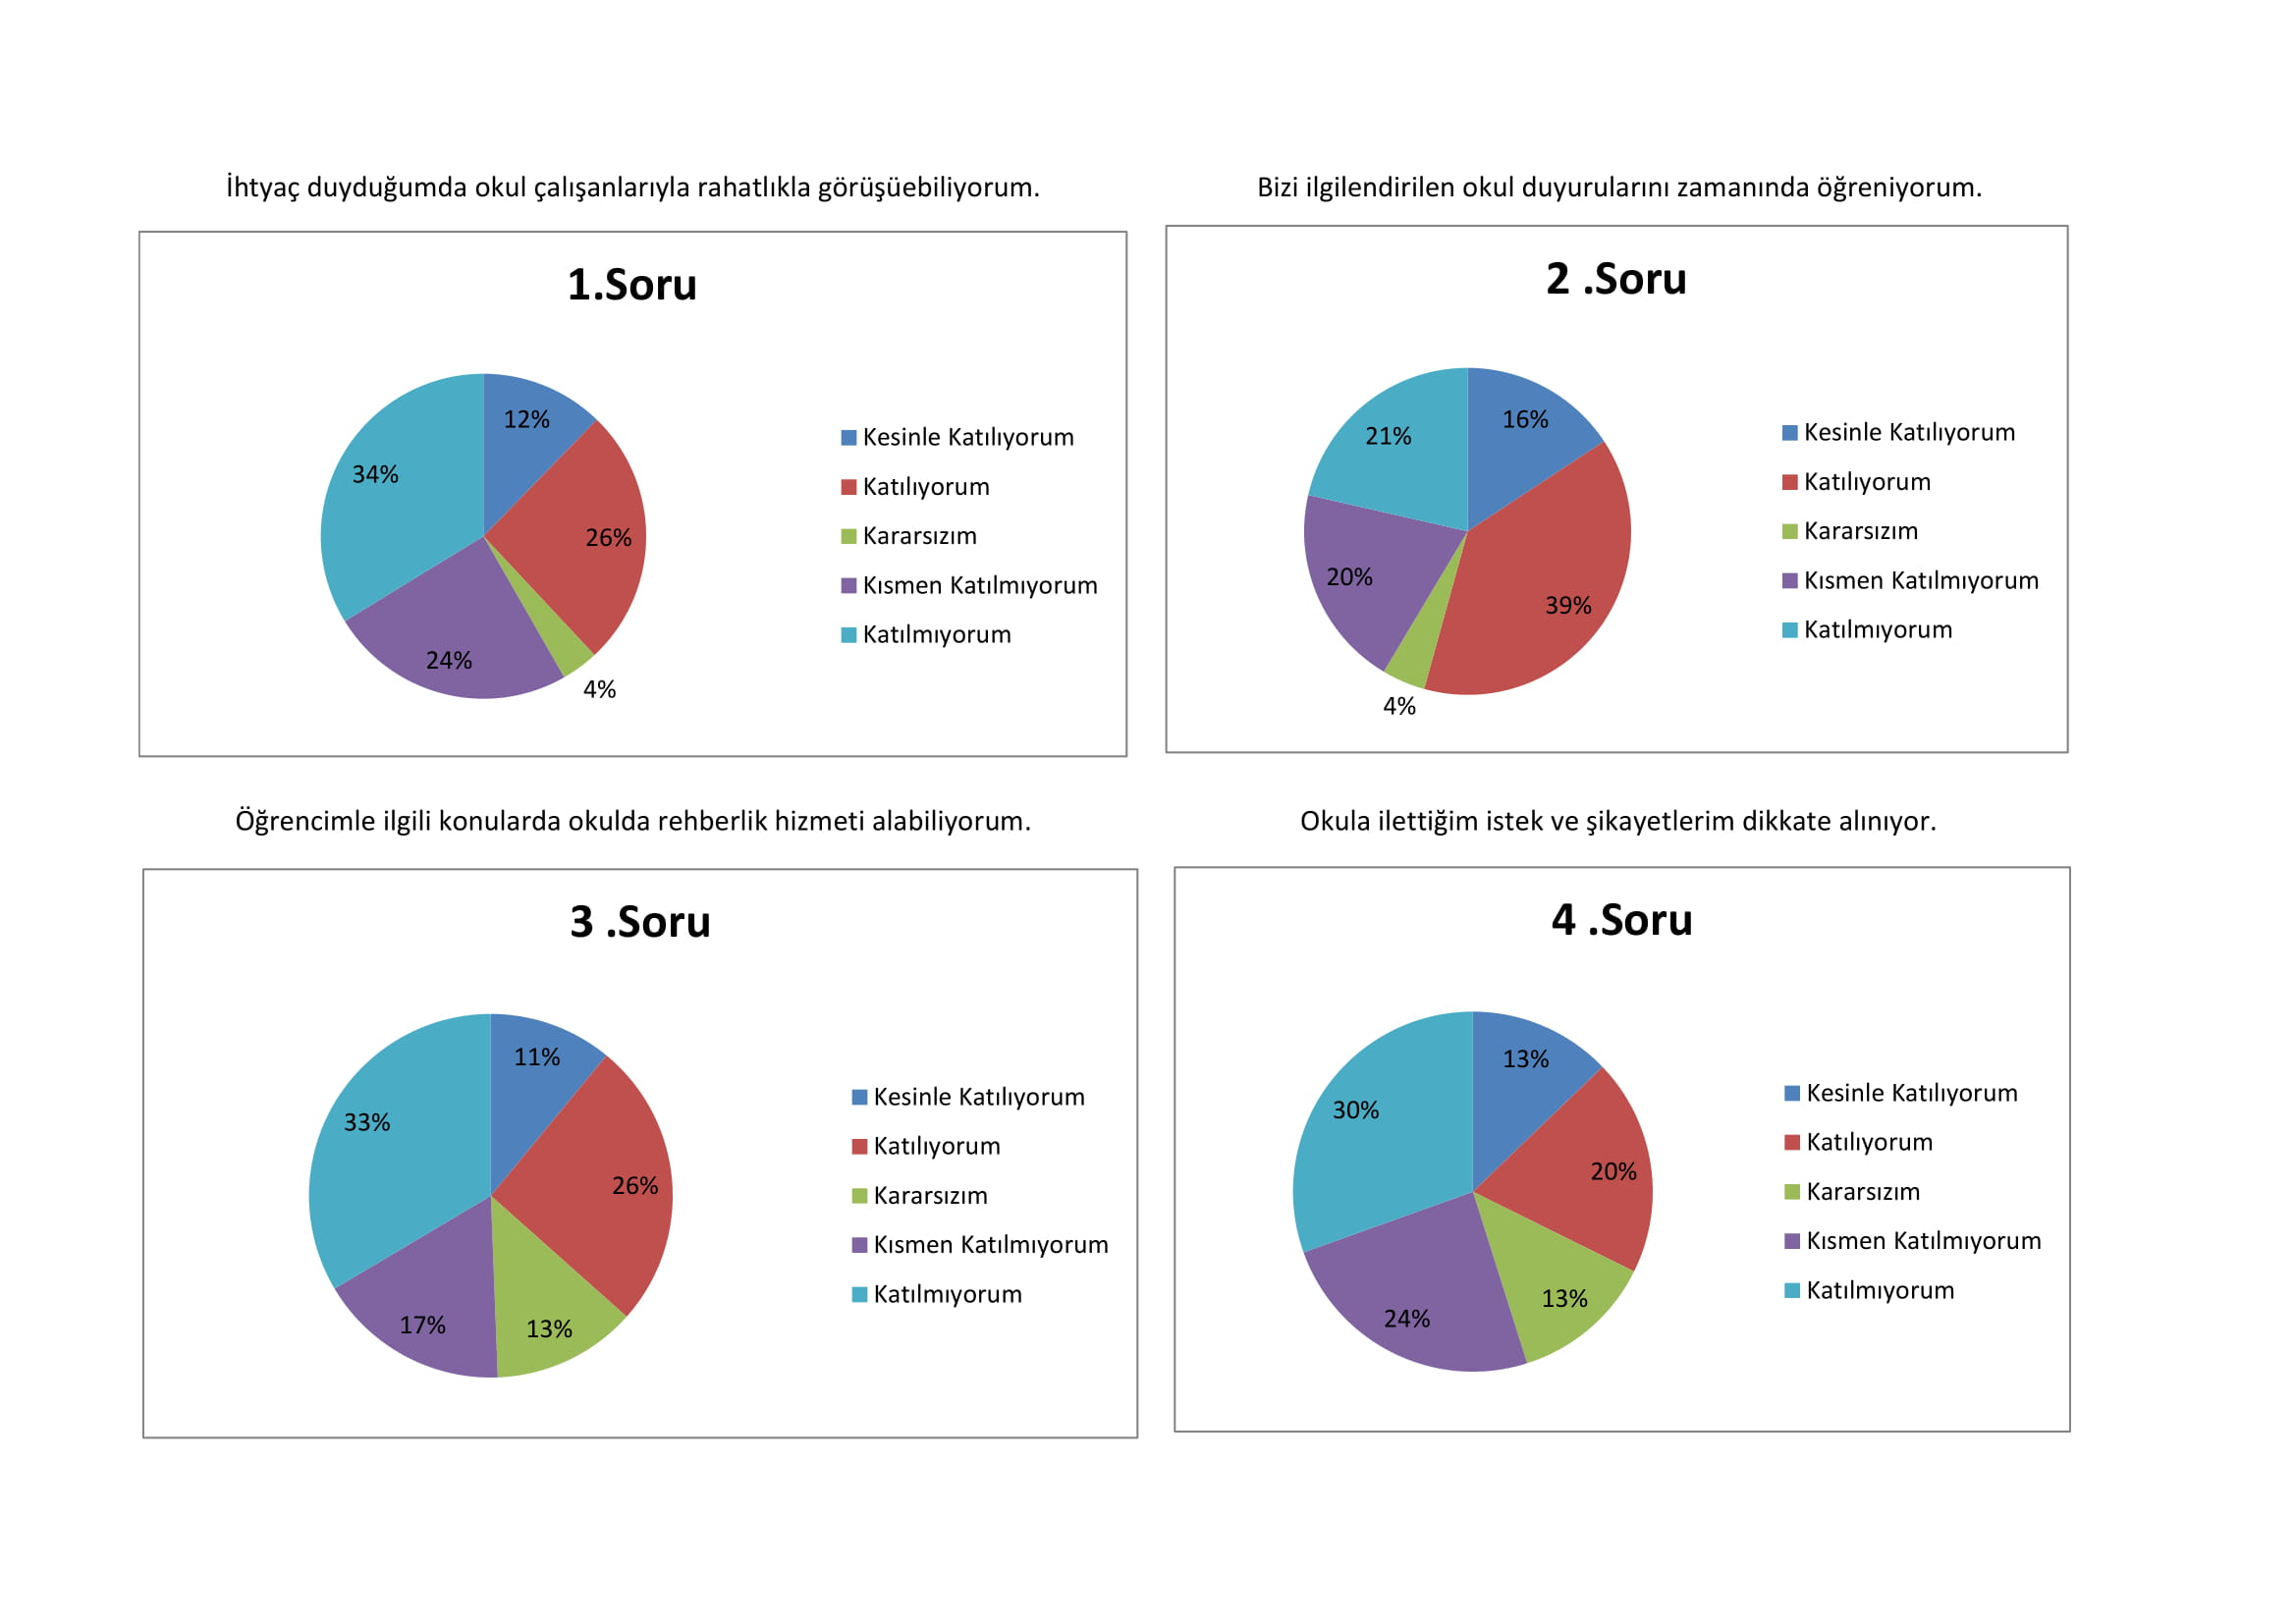 İhtyaç duyduğumda okul çalışanlarıyla rahatlıkla görüşüebiliyorum.
1.Soru
12%
26%
4%
24%
34%
Kesinle Katılıyorum
Katılıyorum
Kararsızım
Kısmen Katılmıyorum
Katılmıyorum
Bizi ilgilendirilen okul duyurularını zamanında öğreniyorum.
2 .Soru
16%
39%
4%
20%
21%
Kesinle Katılıyorum
Katılıyorum
Kararsızım
Kısmen Katılmıyorum
Katılmıyorum
Öğrencimle ilgili konularda okulda rehberlik hizmeti alabiliyorum.
3 .Soru
11%
26%
13%
17%
33%
Kesinle Katılıyorum
Katılıyorum
Kararsızım
Kısmen Katılmıyorum
Katılmıyorum
Okula ilettiğim istek ve şikayetlerim dikkate alınıyor.
4 .Soru
13%
20%
13%
24%
30%
Kesinle Katılıyorum
Katılıyorum
Kararsızım
Kısmen Katılmıyorum
Katılmıyorum